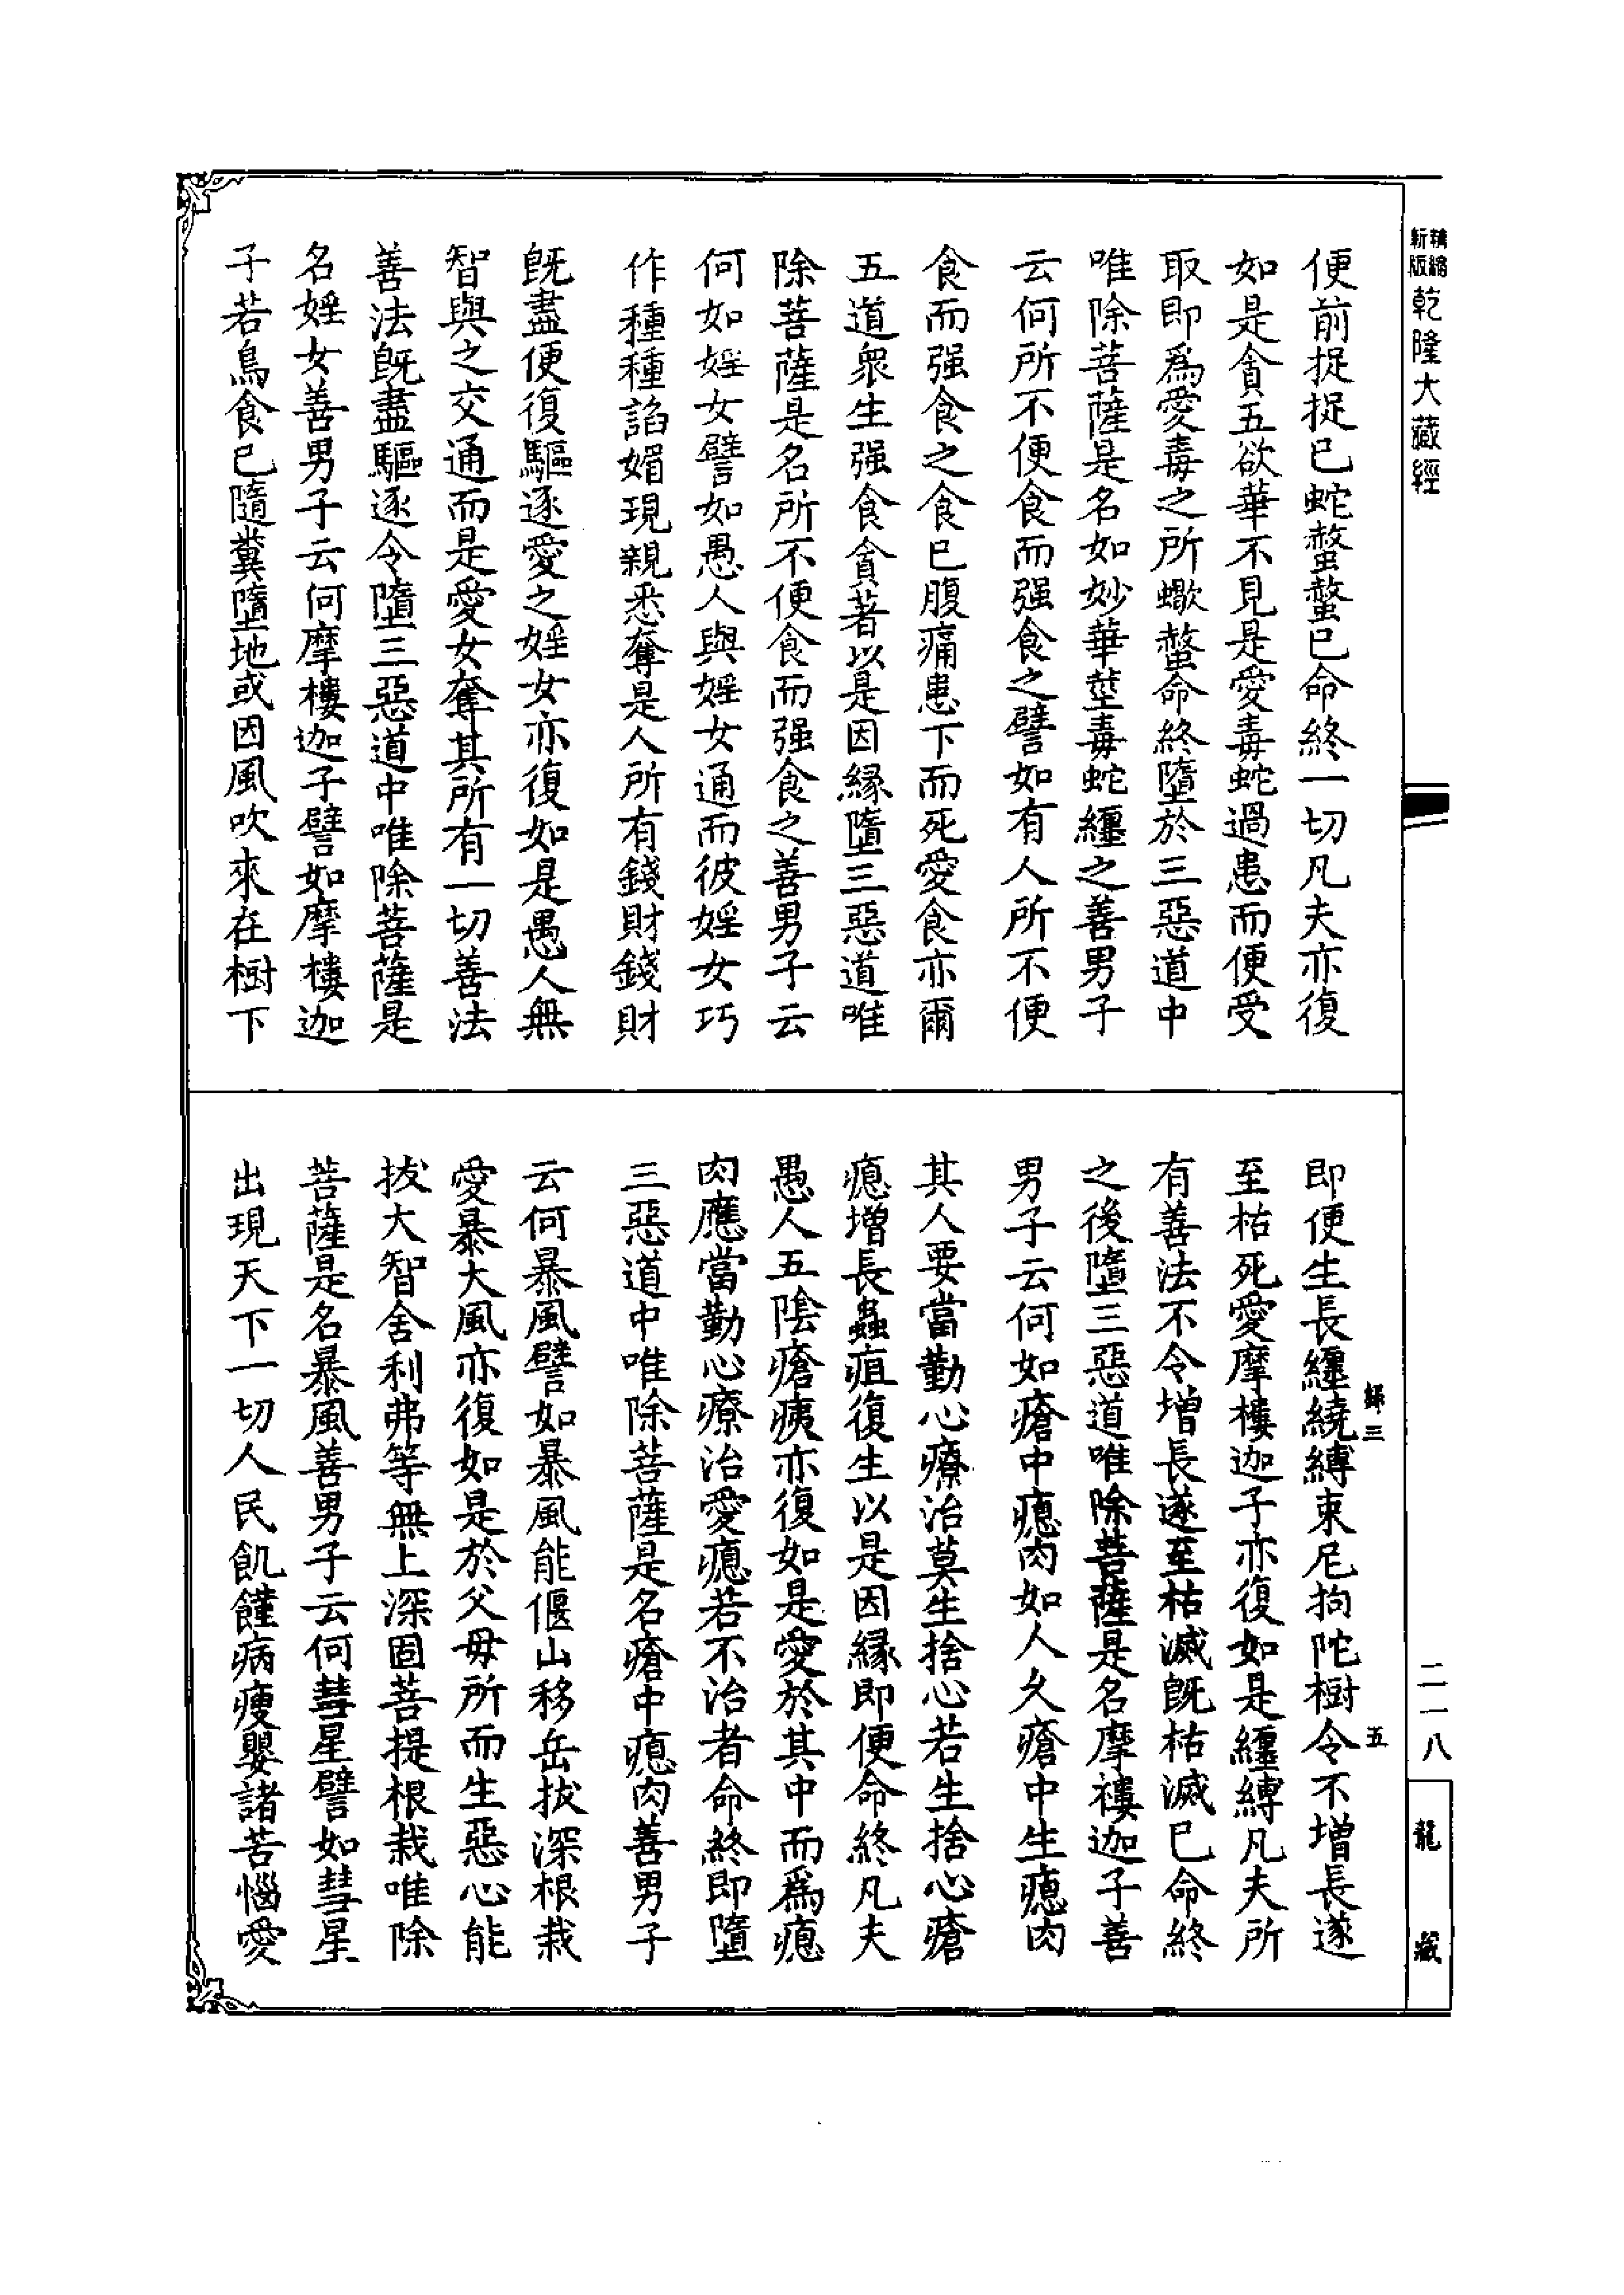 乾隆大藏經
便前捉捉已蛇螫螫已命終一切凡夫亦復
如是貪五欲華不見是愛毒蛇過患而便受
取即爲愛毒之所蠍螫命終墮於三惡道中
唯除菩薩是名如妙華莖毒蛇纏之善男子
云何所不便食而强食之譬如有人所不便
食而强食之食已腹痛患下而死愛食亦爾
五道衆生强食貪著以是因縁墮三惡道唯
除菩薩是名所不便食而强食之善男子云
何如婬女譬如愚人與婬女通而彼婬女巧
作種種諂媚現親悉奪是人所有錢財錢財
旣盡便復驅逐愛之婬女亦復如是愚人無
智與之交通而是愛女奪其所有一切善法
善法旣盡驅逐令墮三惡道中唯除菩薩是
名婬女善男子云何摩樓迦子譬如摩樓迦
子若鳥食已隨糞墮地或因風吹來在樹下
即便生長纏繞縛束尼拘陀樹令不增長遂
至枯死愛摩樓迦子亦復如是纏縛凡夫所
有善法不令增長遂至枯滅旣枯滅已命終
之後墮三惡道唯除菩薩是名摩樓迦子善
男子云何如瘡中瘜肉如人久瘡中生瘜肉
其人要當勤心療治莫生捨心若生捨心瘡
瘜增長蟲疽復生以是因縁即便命終凡夫
愚人五陰瘡痍亦復如是愛於其中而爲瘜
肉應當勤心療治愛瘜若不治者命終即墮
三惡道中唯除菩薩是名瘡中瘜肉善男子
云何暴風譬如暴風能偃山移岳拔深根栽
愛暴大風亦復如是於父母所而生惡心能
拔大智舍利弗等無上深固菩提根栽唯除
菩薩是名暴風善男子云何彗星譬如彗星
出現天下一切人民飢饉病瘦嬰諸苦惱愛
三
五
二一八
龍藏